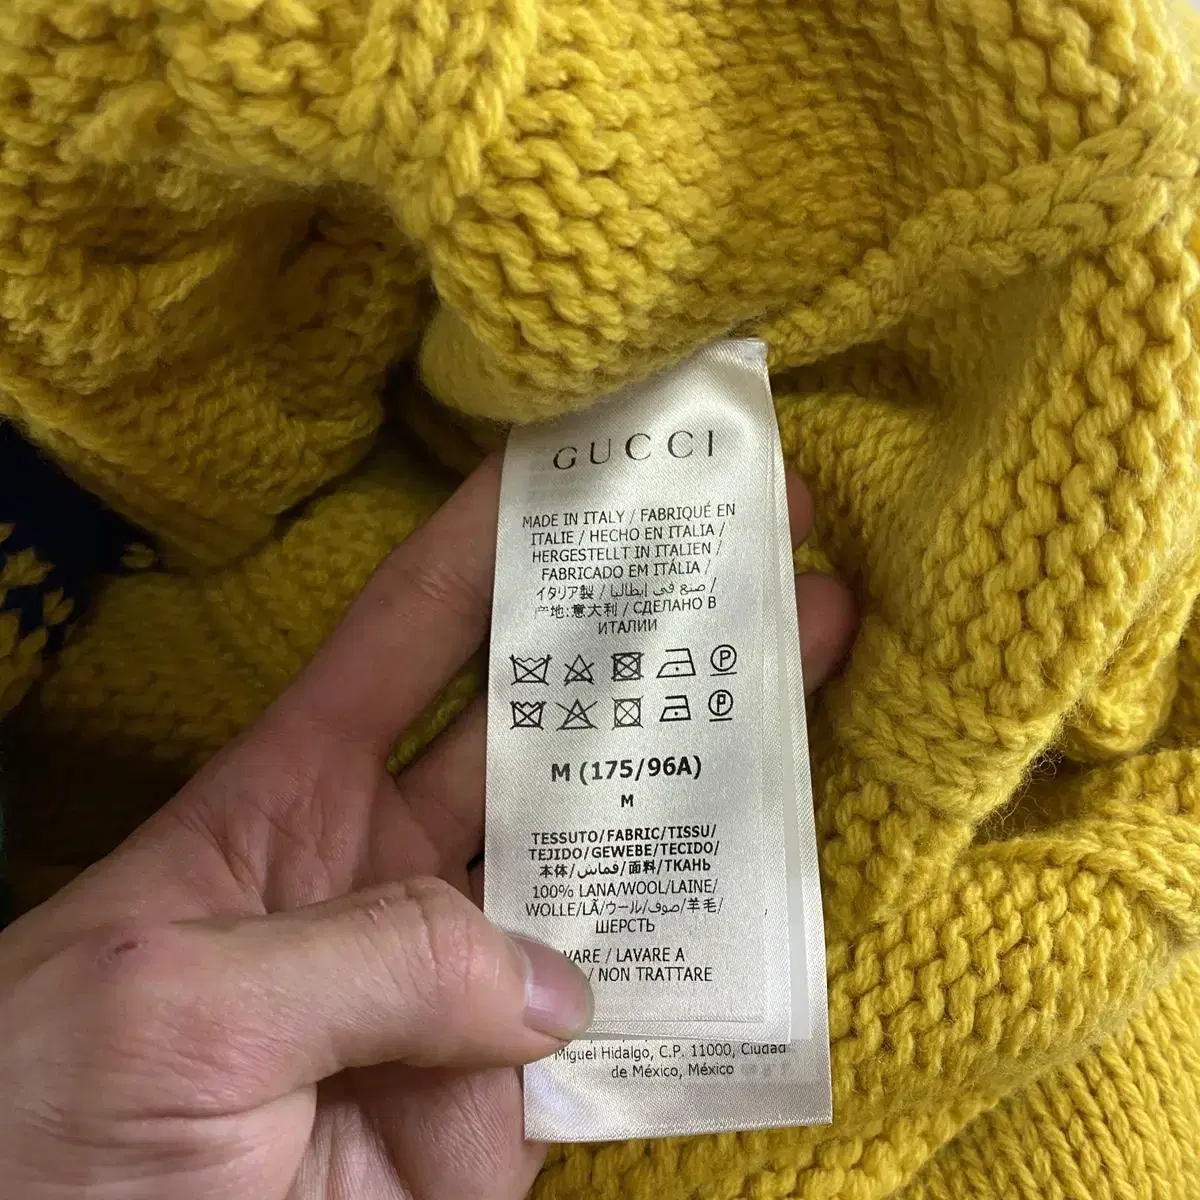 GUCCI
MADE IN ITALY / FABRIQUÉ EN
ITALIE / HECHO EN ITALIA /
HERGESTELLT IN ITALIEN /
FABRICADO EM ITÁLIA /
イタリア製 / صنع في إيطاليا /
产地:意大利 / СДЕЛАНО В
ИТАЛИИ
P
P
M (175/96A)
M
TESSUTO/FABRIC/TISSU/
TEJIDO/GEWEBE/TECIDO/
本体/قماش/面料/ТКАНЬ
100% LANA/WOOL/LAINE/
WOLLE/LÃ/ウール/صوف/羊毛/
ШЕРСТЬ
/ LAVARE A
/ NON TRATTARE
Miguel Hidalgo, C.P. 11000, Ciudad
de México, México